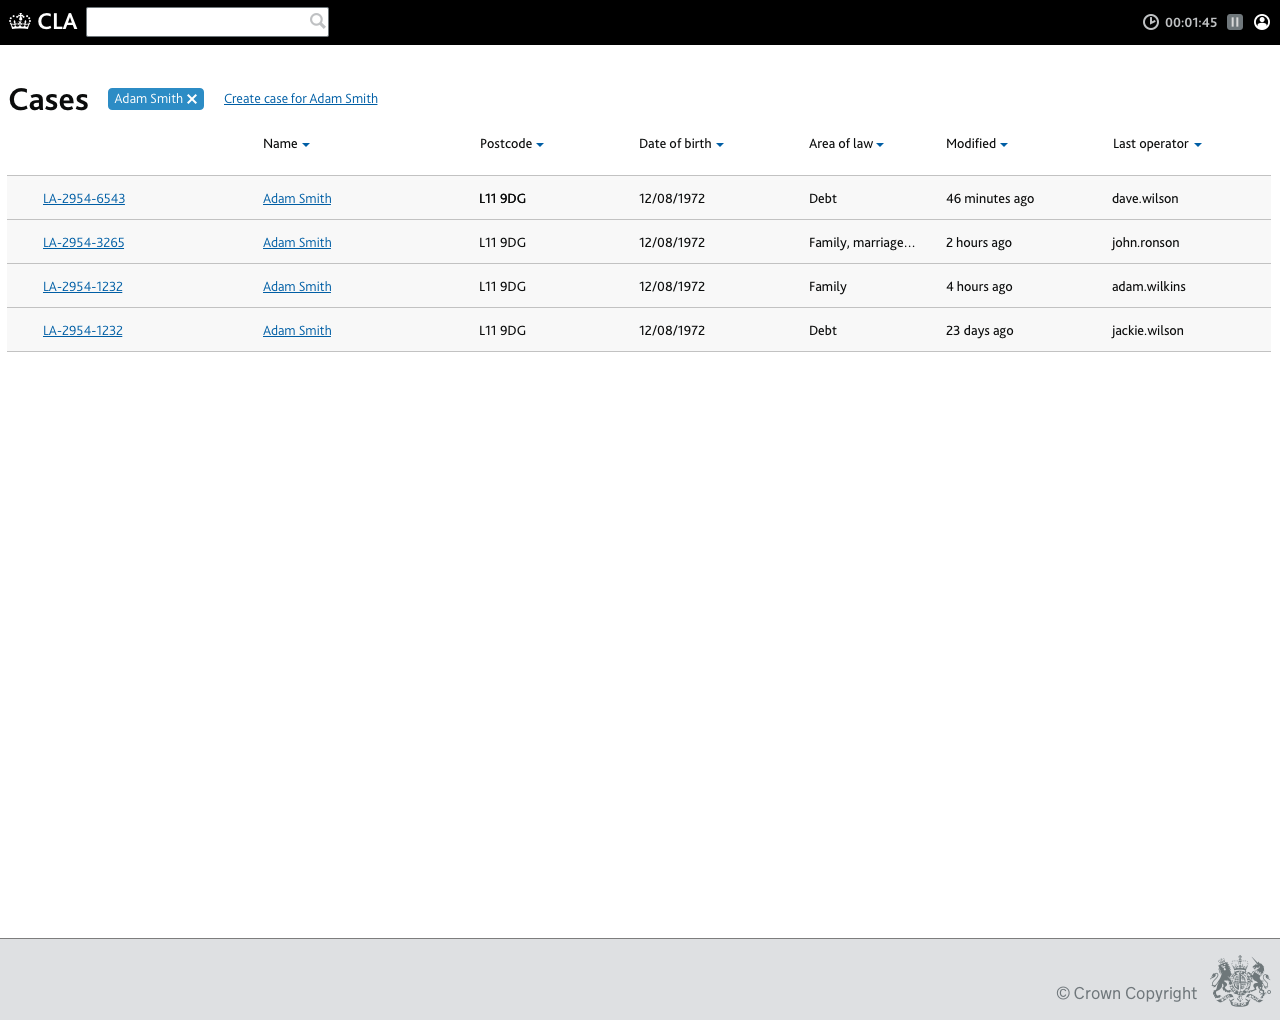 CLA 00:01:45
Cases Adam Smith Create case for Adam Smith
Name Postcode Date of birth Area of law Modified Last operator
LA-2954-6543 Adam Smith L11 9DG 12/08/1972 Debt 46 minutes ago dave.wilson
LA-2954-3265 Adam Smith L11 9DG 12/08/1972 Family, marriage... 2 hours ago john.ronson
LA-2954-1232 Adam Smith L11 9DG 12/08/1972 Family 4 hours ago adam.wilkins
LA-2954-1232 Adam Smith L11 9DG 12/08/1972 Debt 23 days ago jackie.wilson
© Crown Copyright